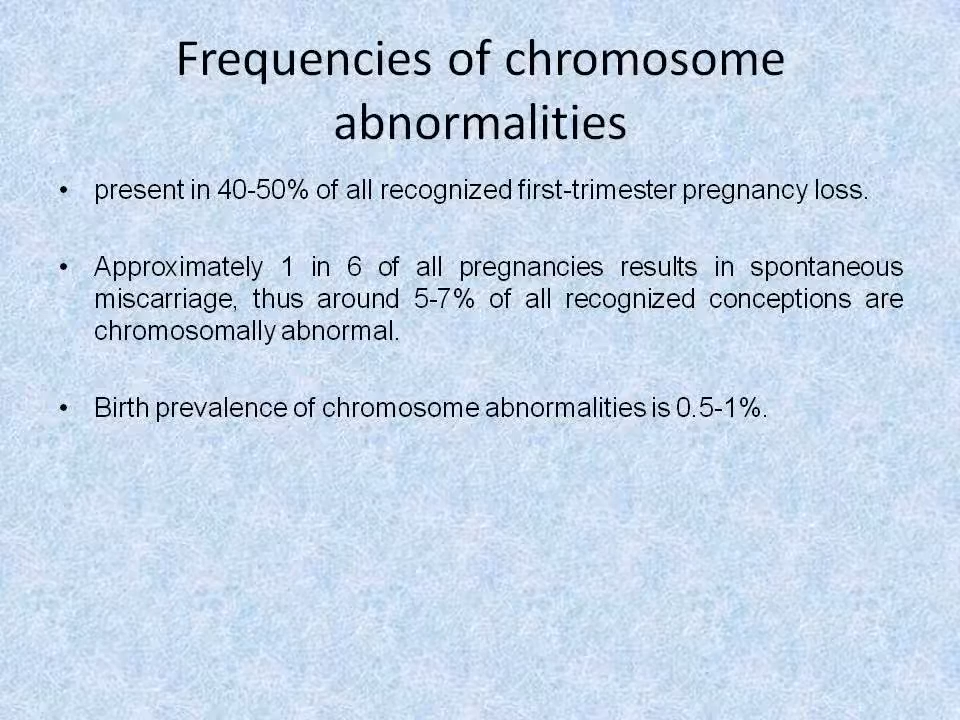 Frequencies of chromosome
abnormalities
• present in 40-50% of all recognized first-trimester pregnancy loss.
• Approximately 1 in 6 of all pregnancies results in spontaneous
miscarriage, thus around 5-7% of all recognized conceptions are
chromosomally abnormal.
• Birth prevalence of chromosome abnormalities is 0.5-1%.